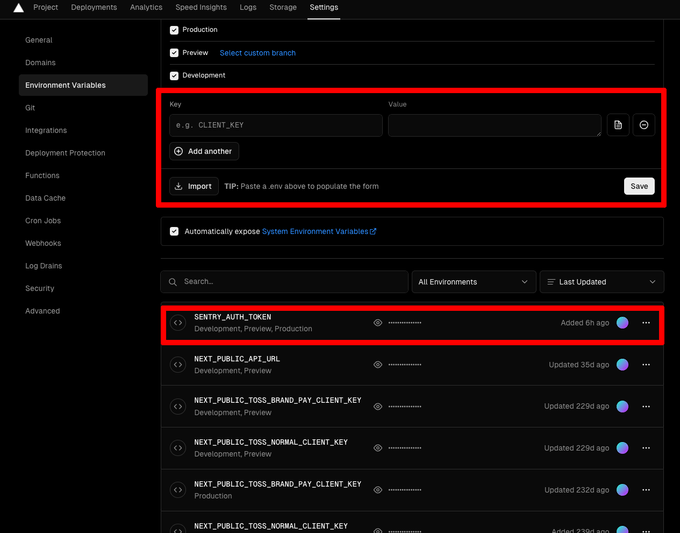 Project Deployments Analytics Speed Insights Logs Storage Settings
General
Domains
Environment Variables
Git
Integrations
Deployment Protection
Functions
Data Cache
Cron Jobs
Webhooks
Log Drains
Security
Advanced
Production
Preview Select custom branch
Development
Key Value
e.g. CLIENT_KEY
Add another
Import TIP: Paste a .env above to populate the form Save
Automatically expose System Environment Variables
Search... All Environments Last Updated
SENTRY_AUTH_TOKEN
Development, Preview, Production ••••••••••••••• Added 6h ago
NEXT_PUBLIC_API_URL
Development, Preview ••••••••••••••• Updated 35d ago
NEXT_PUBLIC_TOSS_BRAND_PAY_CLIENT_KEY
Development, Preview ••••••••••••••• Updated 229d ago
NEXT_PUBLIC_TOSS_NORMAL_CLIENT_KEY
Development, Preview ••••••••••••••• Updated 229d ago
NEXT_PUBLIC_TOSS_BRAND_PAY_CLIENT_KEY
Production ••••••••••••••• Updated 232d ago
NEXT_PUBLIC_TOSS_NORMAL_CLIENT_KEY
••••••••••••••• Added 239d ago